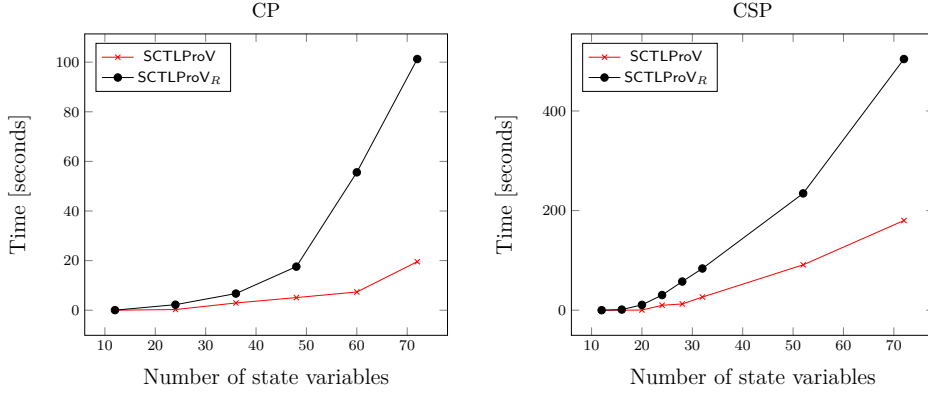 CP
SCTLProV
SCTLProV_R
100
80
60
40
20
0
10 20 30 40 50 60 70
Time [seconds]
Number of state variables
CSP
SCTLProV
SCTLProV_R
400
200
0
10 20 30 40 50 60 70
Time [seconds]
Number of state variables